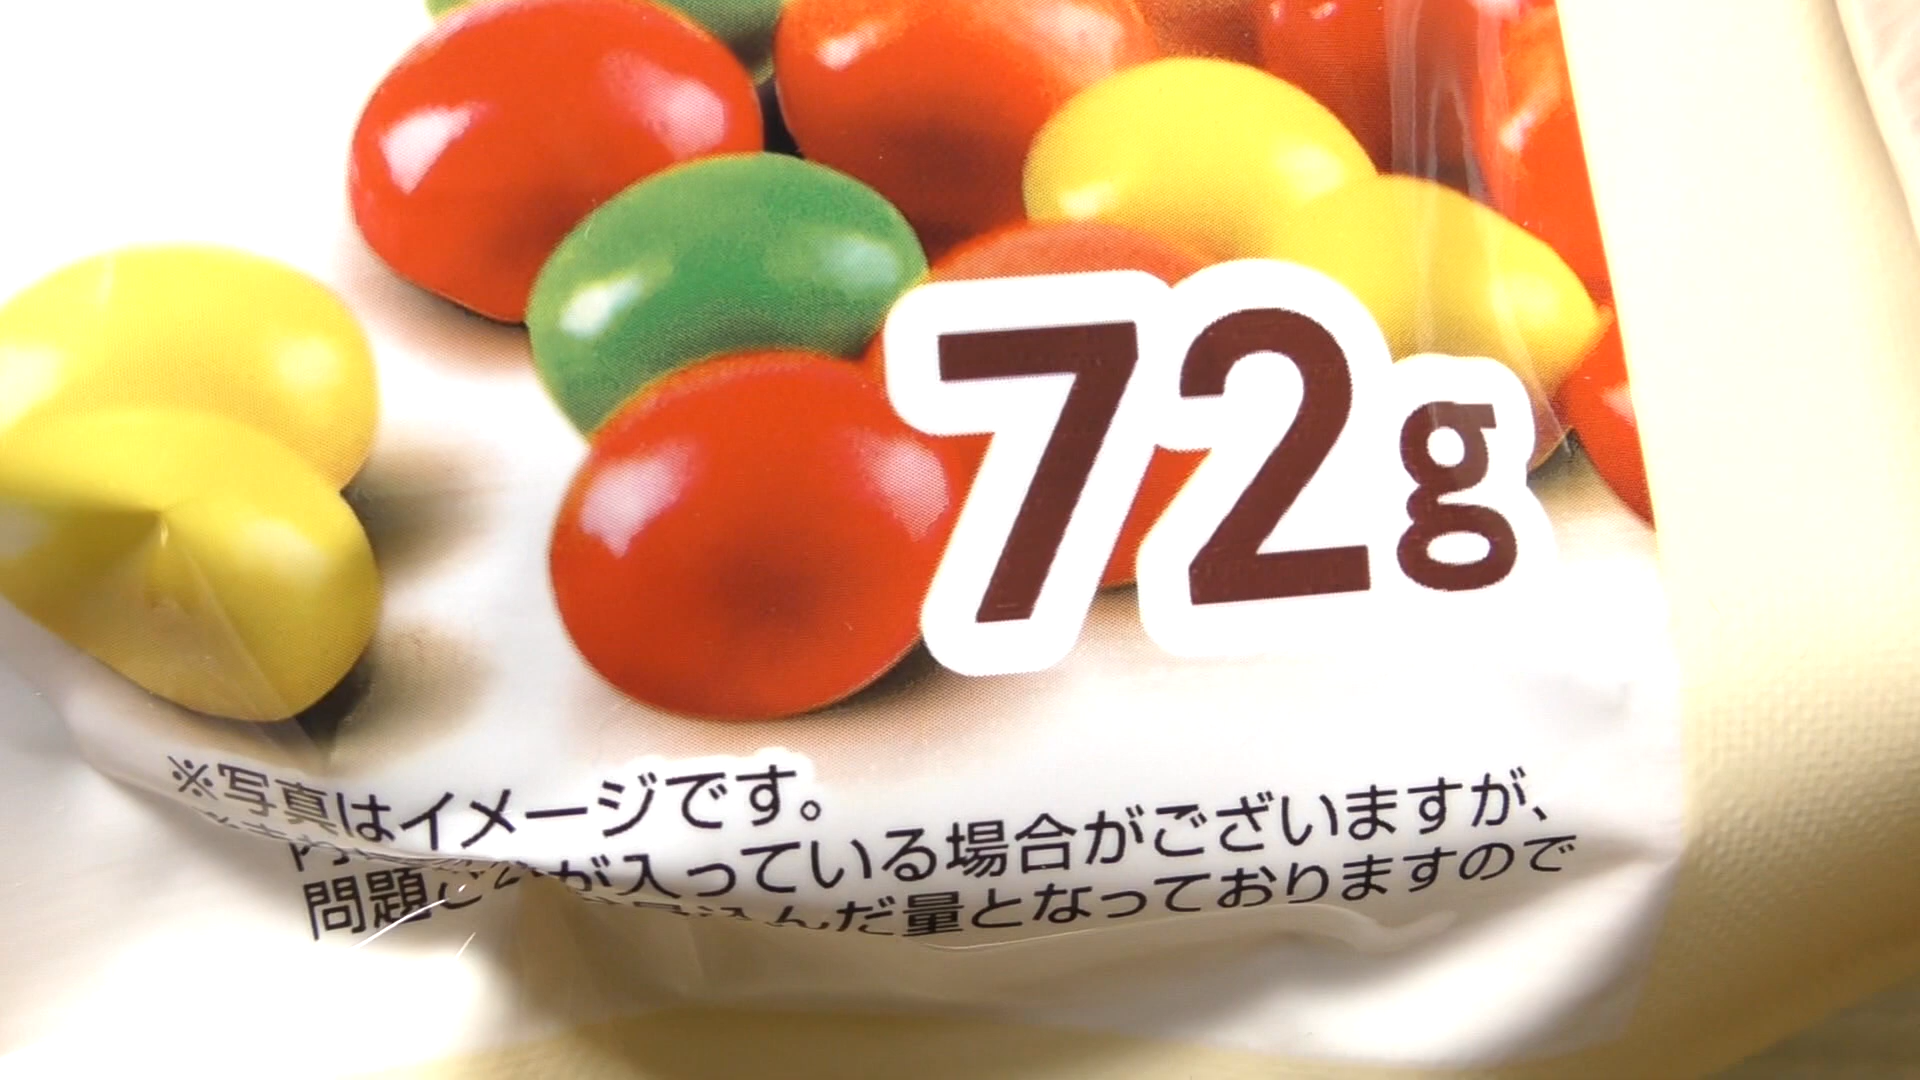 72g
※写真はイメージです。
が入っている場合がございますが、
問題 んだ量となっておりますので